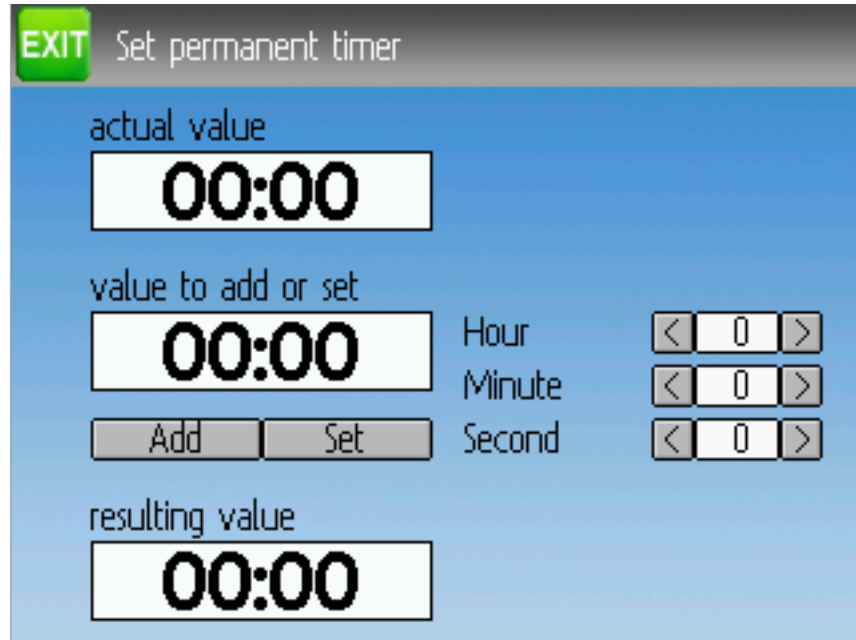 EXIT Set permanent timer
actual value
00:00
value to add or set
00:00
Hour < 0 >
Minute < 0 >
Add Set Second < 0 >
resulting value
00:00